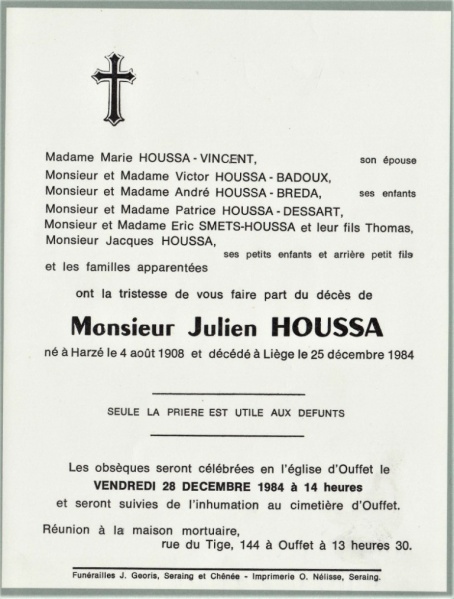 Madame Marie HOUSSA - VINCENT, son épouse
Monsieur et Madame Victor HOUSSA - BADOUX,
Monsieur et Madame André HOUSSA - BREDA, ses enfants
Monsieur et Madame Patrice HOUSSA - DESSART,
Monsieur et Madame Eric SMETS-HOUSSA et leur fils Thomas,
Monsieur Jacques HOUSSA,
ses petits enfants et arrière petit fils
et les familles apparentées
ont la tristesse de vous faire part du décès de
Monsieur Julien HOUSSA
né à Harzé le 4 août 1908 et décédé à Liège le 25 décembre 1984
SEULE LA PRIERE EST UTILE AUX DEFUNTS
Les obsèques seront célébrées en l'église d'Ouffet le
VENDREDI 28 DECEMBRE 1984 à 14 heures
et seront suivies de l'inhumation au cimetière d'Ouffet.
Réunion à la maison mortuaire,
rue du Tige, 144 à Ouffet à 13 heures 30.
Funérailles J. Georis, Seraing et Chênée - Imprimerie O. Nélisse, Seraing.